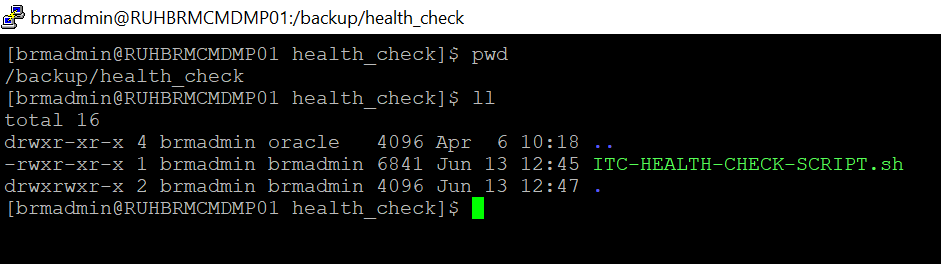 brmadmin@RUHBRMCMDMP01:/backup/health_check
[brmadmin@RUHBRMCMDMP01 health_check]$ pwd
/backup/health_check
[brmadmin@RUHBRMCMDMP01 health_check]$ ll
total 16
drwxr-xr-x 4 brmadmin oracle   4096 Apr  6 10:18 ..
-rwxr-xr-x 1 brmadmin brmadmin 6841 Jun 13 12:45 ITC-HEALTH-CHECK-SCRIPT.sh
drwxrwxr-x 2 brmadmin brmadmin 4096 Jun 13 12:47 .
[brmadmin@RUHBRMCMDMP01 health_check]$